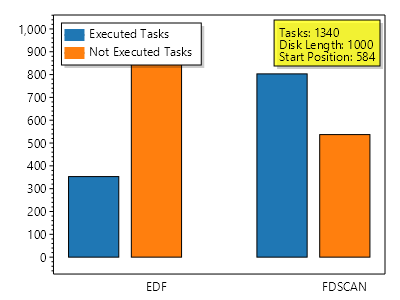 1,000
900
800
700
600
500
400
300
200
100
0
Executed Tasks
Not Executed Tasks
Tasks: 1340
Disk Length: 1000
Start Position: 584
EDF
FDSCAN